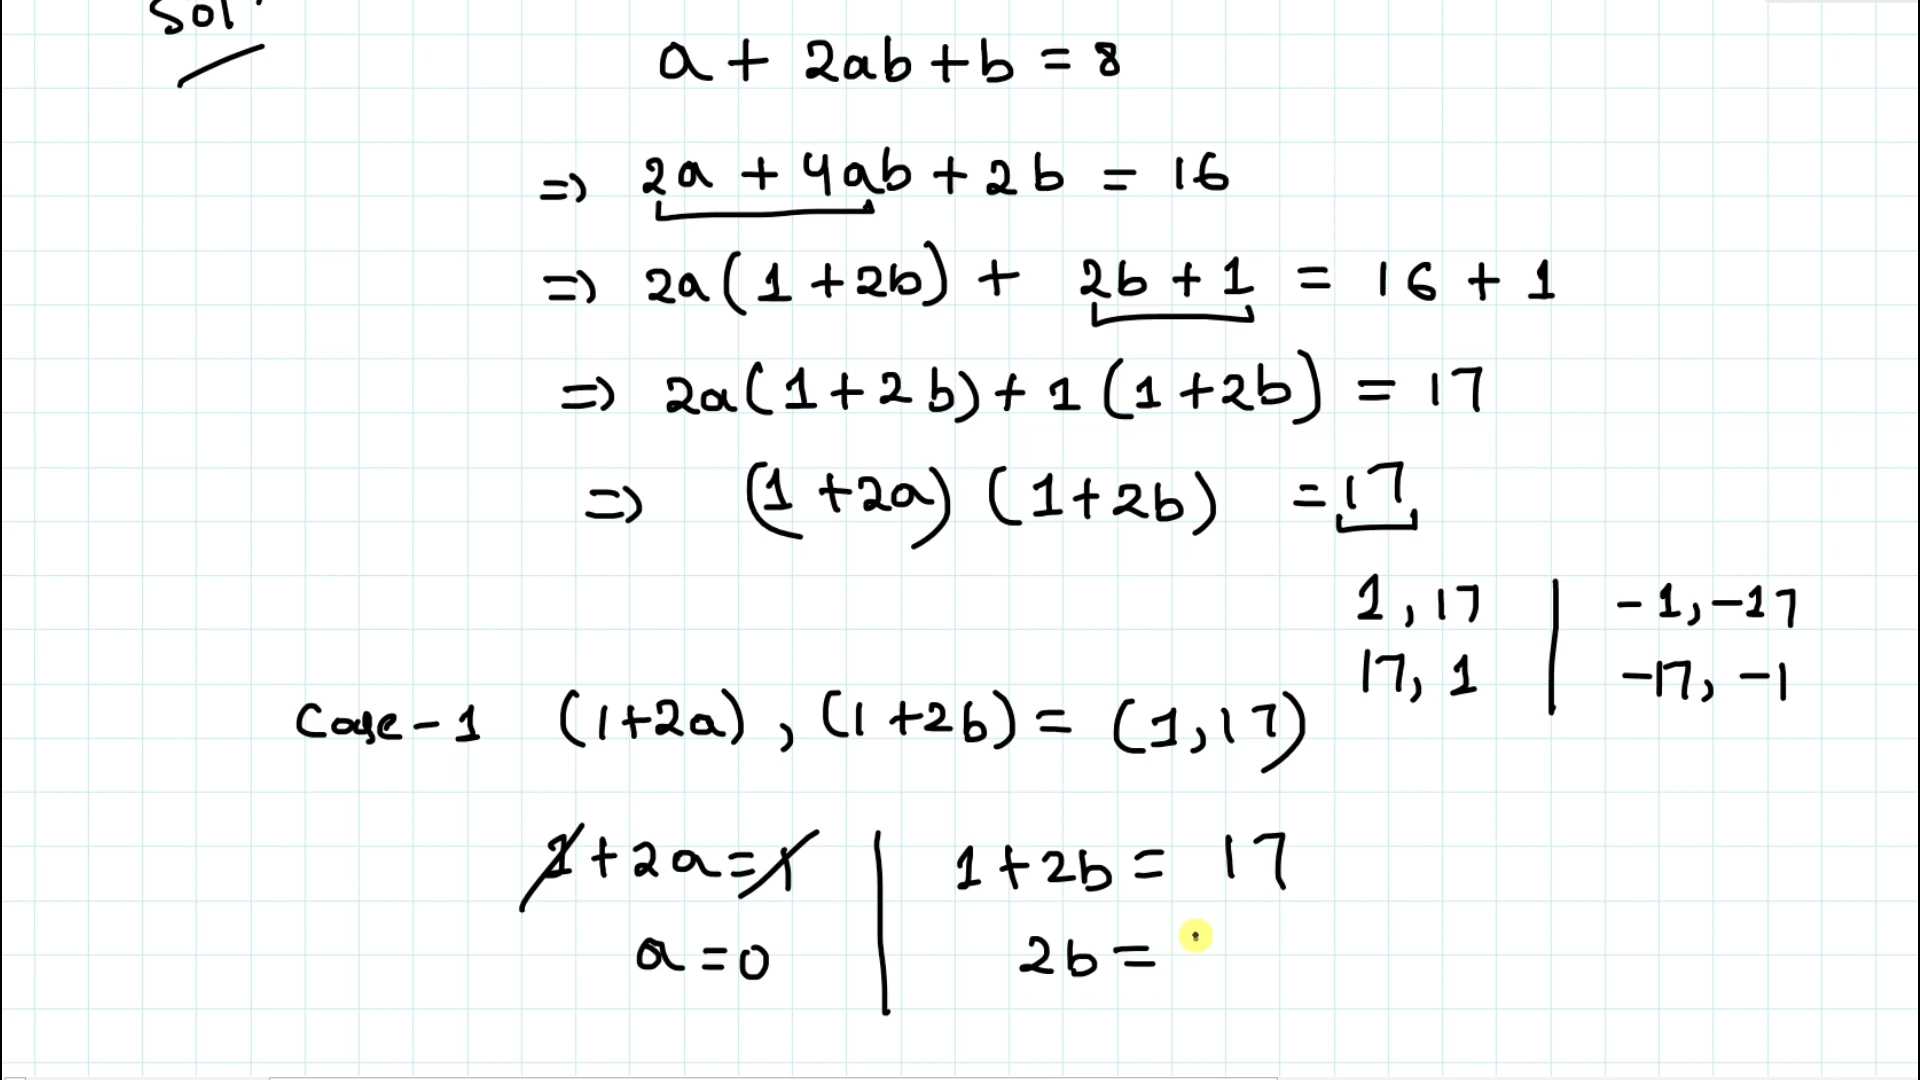 Sol
a + 2ab + b = 8
=> 2a + 4ab + 2b = 16
=> 2a(1 + 2b) + 2b + 1 = 16 + 1
=> 2a(1 + 2b) + 1 (1 + 2b) = 17
=> (1 + 2a) (1 + 2b) = 17
1, 17 | -1, -17
17, 1 | -17, -1
Case - 1 (1 + 2a), (1 + 2b) = (1, 17)
1 + 2a = 1 | 1 + 2b = 17
a = 0 | 2b =